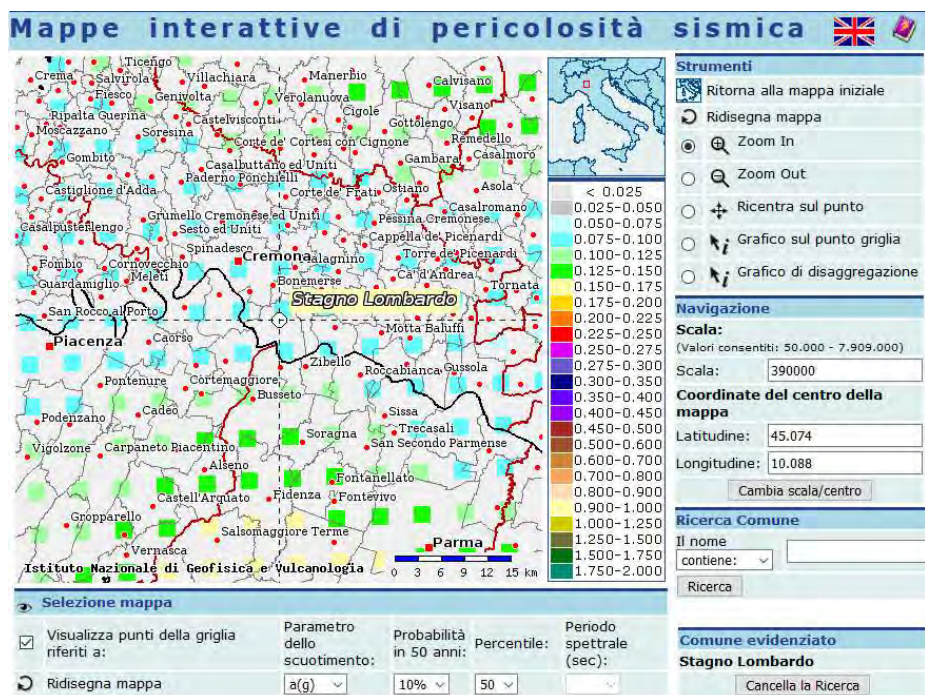 Mappe interattive di pericolosità sismica
Ticengo
Crema Salvirola Villachiara Manerbio Calvisano
Fiesco Genivolta Verolanuova Visano
Ripalta Guerina Castelvisconti Cigole Gottolengo
Moscazzano Soresina Corte de' Cortesi con Cignone Remedello
Gombito Casalbuttano ed Uniti Gambara Casalmoro
Paderno Ponchielli
Castiglione d'Adda Corte de' Frati Ostiano Asola
Casalpusterlengo Grumello Cremonese ed Uniti Pessina Cremonese Casalromano
Sesto ed Uniti Cappella de' Picenardi
Spinadesco Torre de' Picenardi
Fombio Cornovecchio Cremona Malagnino Ca' d'Andrea
Guardamiglio Meleti Bonemerse Tornata
Stagno Lombardo
San Rocco al Porto
Piacenza Caorso Motta Baluffi
Zibello
Pontenure Cortemaggiore Roccabianca Gussola
Cadeo Busseto
Podenzano Sissa
Vigolzone Carpaneto Piacentino Soragna Trecasali
San Secondo Parmense
Alseno Fontanellato
Castell'Arquato Fidenza Fontevivo
Gropparello
Salsomaggiore Terme
Vernasca Parma
Istituto Nazionale di Geofisica e Vulcanologia
0 3 6 9 12 15 km
< 0.025
0.025-0.050
0.050-0.075
0.075-0.100
0.100-0.125
0.125-0.150
0.150-0.175
0.175-0.200
0.200-0.225
0.225-0.250
0.250-0.275
0.275-0.300
0.300-0.350
0.350-0.400
0.400-0.450
0.450-0.500
0.500-0.600
0.600-0.700
0.700-0.800
0.800-0.900
0.900-1.000
1.000-1.250
1.250-1.500
1.500-1.750
1.750-2.000
Strumenti
Ritorna alla mappa iniziale
Ridisegna mappa
Zoom In
Zoom Out
Ricentra sul punto
Grafico sul punto griglia
Grafico di disaggregazione
Navigazione
Scala:
(Valori consentiti: 50.000 - 7.909.000)
Scala: 390000
Coordinate del centro della
mappa
Latitudine: 45.074
Longitudine: 10.088
Cambia scala/centro
Ricerca Comune
Il nome
contiene:
Ricerca
Comune evidenziato
Stagno Lombardo
Cancella la Ricerca
Selezione mappa
Visualizza punti della griglia
riferiti a:
Parametro
dello
scuotimento:
Probabilità
in 50 anni:
Percentile:
Periodo
spettrale
(sec):
Ridisegna mappa a(g) 10% 50